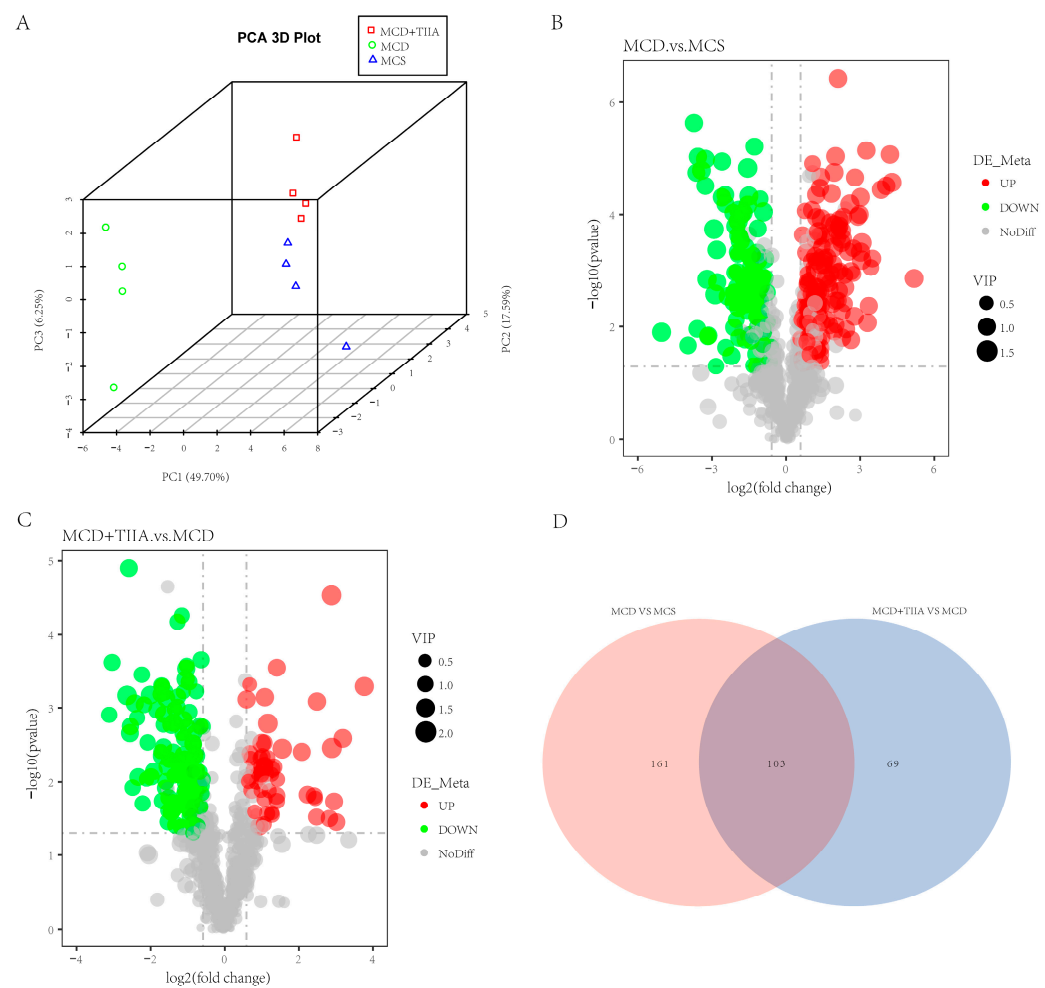 A
PCA 3D Plot
MCD+TIIA
MCD
MCS
3
2
1
0
−1
−1
−3
−4
PC3 (6.25%)
−6
−4
−2
0
2
4
6
8
PC1 (49.70%)
5
4
3
2
1
0
−1
−2
−3
PC2 (17.59%)
B
MCD.vs.MCS
6
4
2
0
−log10(pvalue)
−6
−3
0
3
6
log2(fold change)
DE_Meta
UP
DOWN
NoDiff
VIP
0.5
1.0
1.5
C
MCD+TIIA.vs.MCD
5
4
3
2
1
0
−log10(pvalue)
−4
−2
0
2
4
log2(fold change)
VIP
0.5
1.0
1.5
2.0
DE_Meta
UP
DOWN
NoDiff
D
MCD VS MCS
MCD+TIIA VS MCD
161
103
69